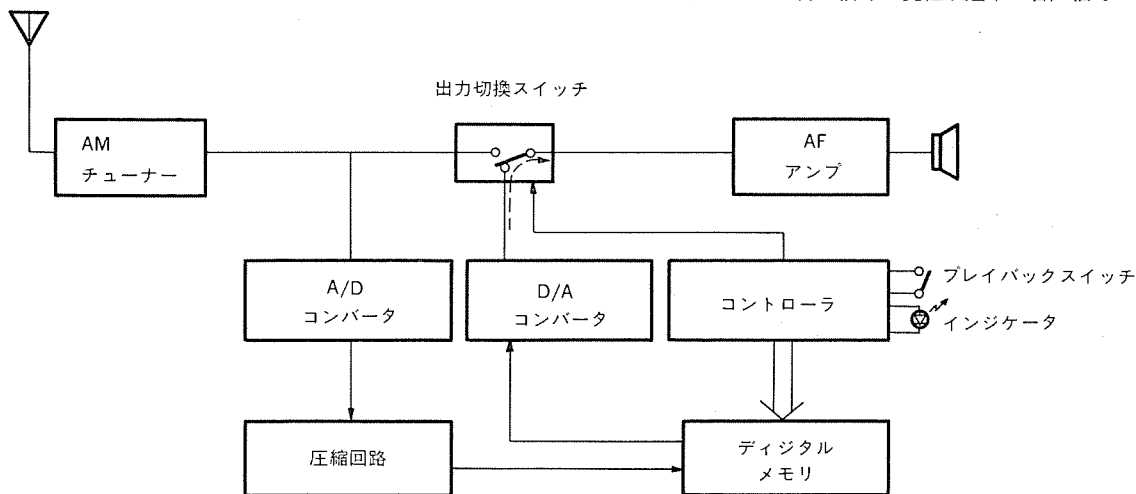 出力切換スイッチ
AM
チューナー
AF
アンプ
A/D
コンバータ
D/A
コンバータ
コントローラ
プレイバックスイッチ
インジケータ
圧縮回路
ディジタル
メモリ